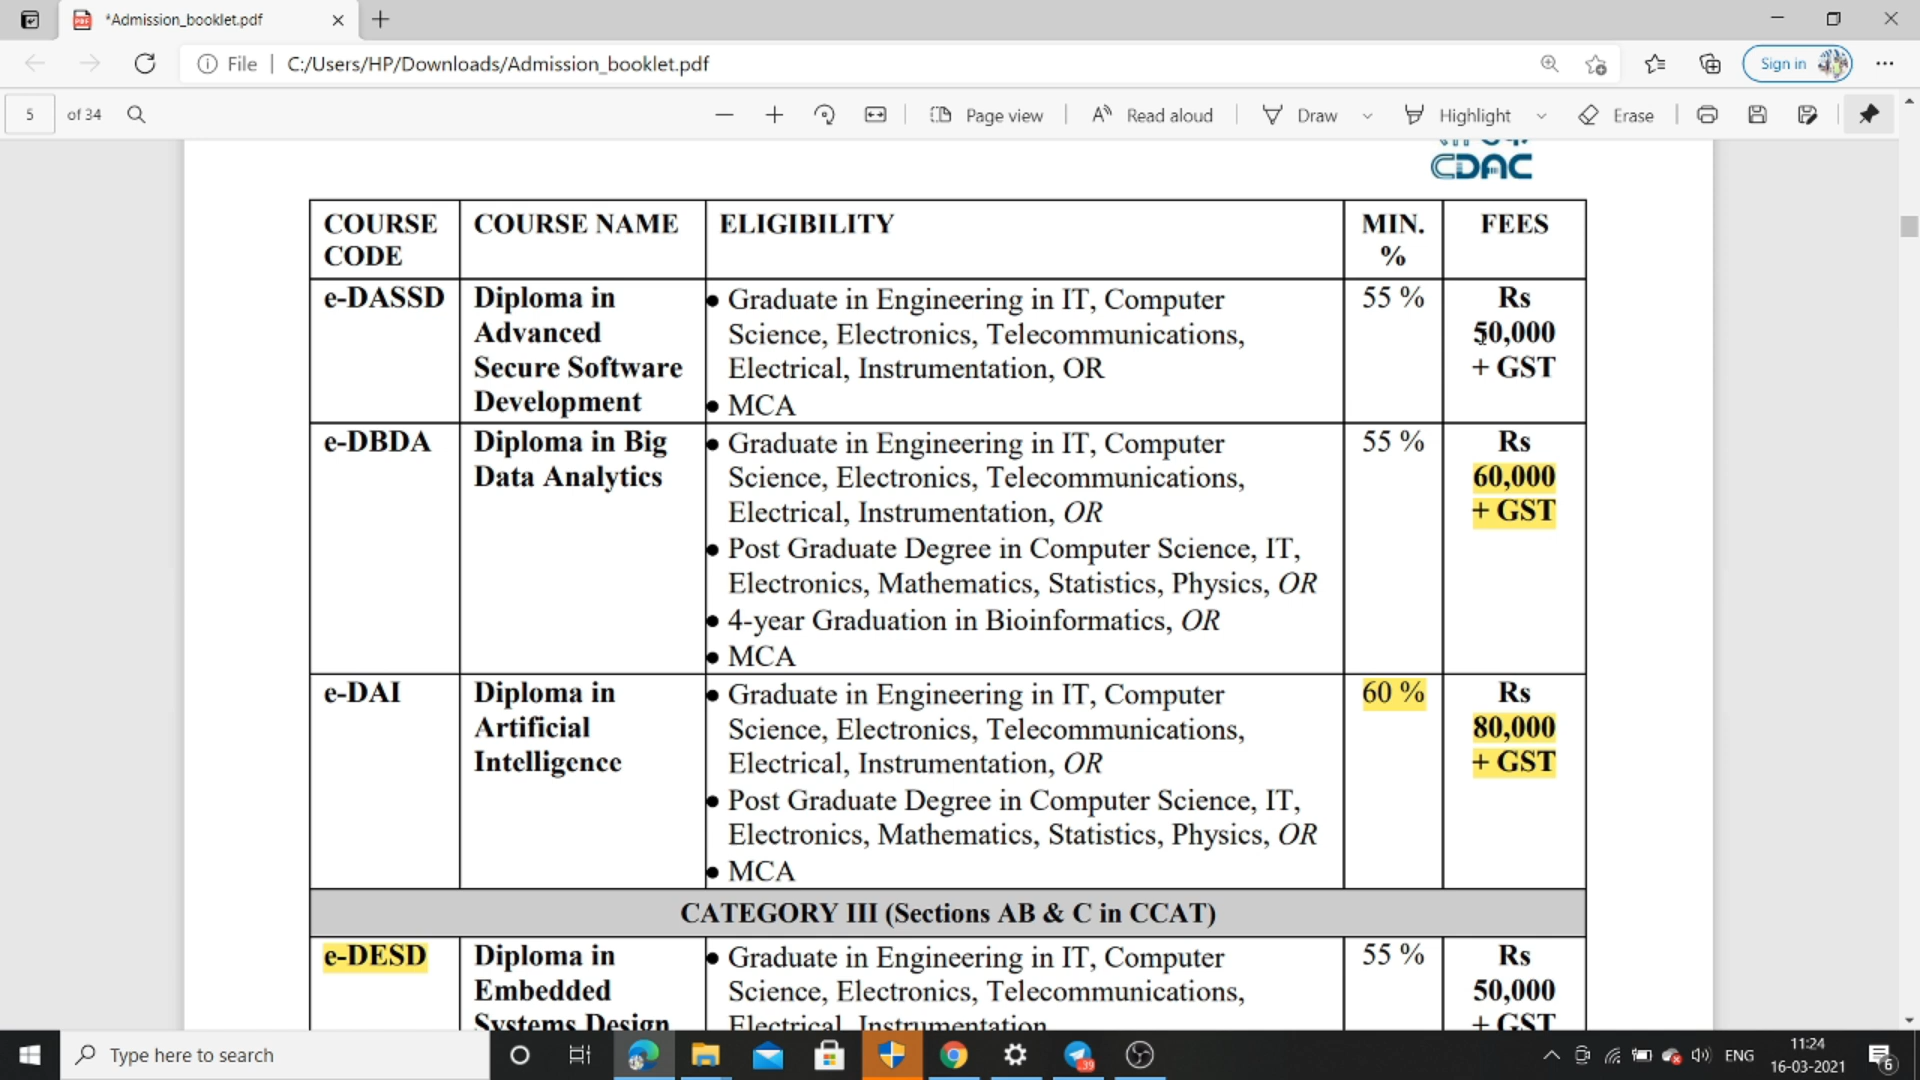 *Admission_booklet.pdf
File | C:/Users/HP/Downloads/Admission_booklet.pdf
Sign in
5 of 34
Page view
Read aloud
Draw
Highlight
Erase
CDAC
COURSE CODE COURSE NAME ELIGIBILITY MIN. % FEES
e-DASSD
Diploma in
Advanced
Secure Software
Development
• Graduate in Engineering in IT, Computer
Science, Electronics, Telecommunications,
Electrical, Instrumentation, OR
• MCA
55 %
Rs
50,000
+ GST
e-DBDA
Diploma in Big
Data Analytics
• Graduate in Engineering in IT, Computer
Science, Electronics, Telecommunications,
Electrical, Instrumentation, OR
• Post Graduate Degree in Computer Science, IT,
Electronics, Mathematics, Statistics, Physics, OR
• 4-year Graduation in Bioinformatics, OR
• MCA
55 %
Rs
60,000
+ GST
e-DAI
Diploma in
Artificial
Intelligence
• Graduate in Engineering in IT, Computer
Science, Electronics, Telecommunications,
Electrical, Instrumentation, OR
• Post Graduate Degree in Computer Science, IT,
Electronics, Mathematics, Statistics, Physics, OR
• MCA
60 %
Rs
80,000
+ GST
CATEGORY III (Sections AB & C in CCAT)
e-DESD
Diploma in
Embedded
Systems Design
• Graduate in Engineering in IT, Computer
Science, Electronics, Telecommunications,
Electrical, Instrumentation
55 %
Rs
50,000
+ GST
Type here to search
39
ENG
11:24
16-03-2021
6